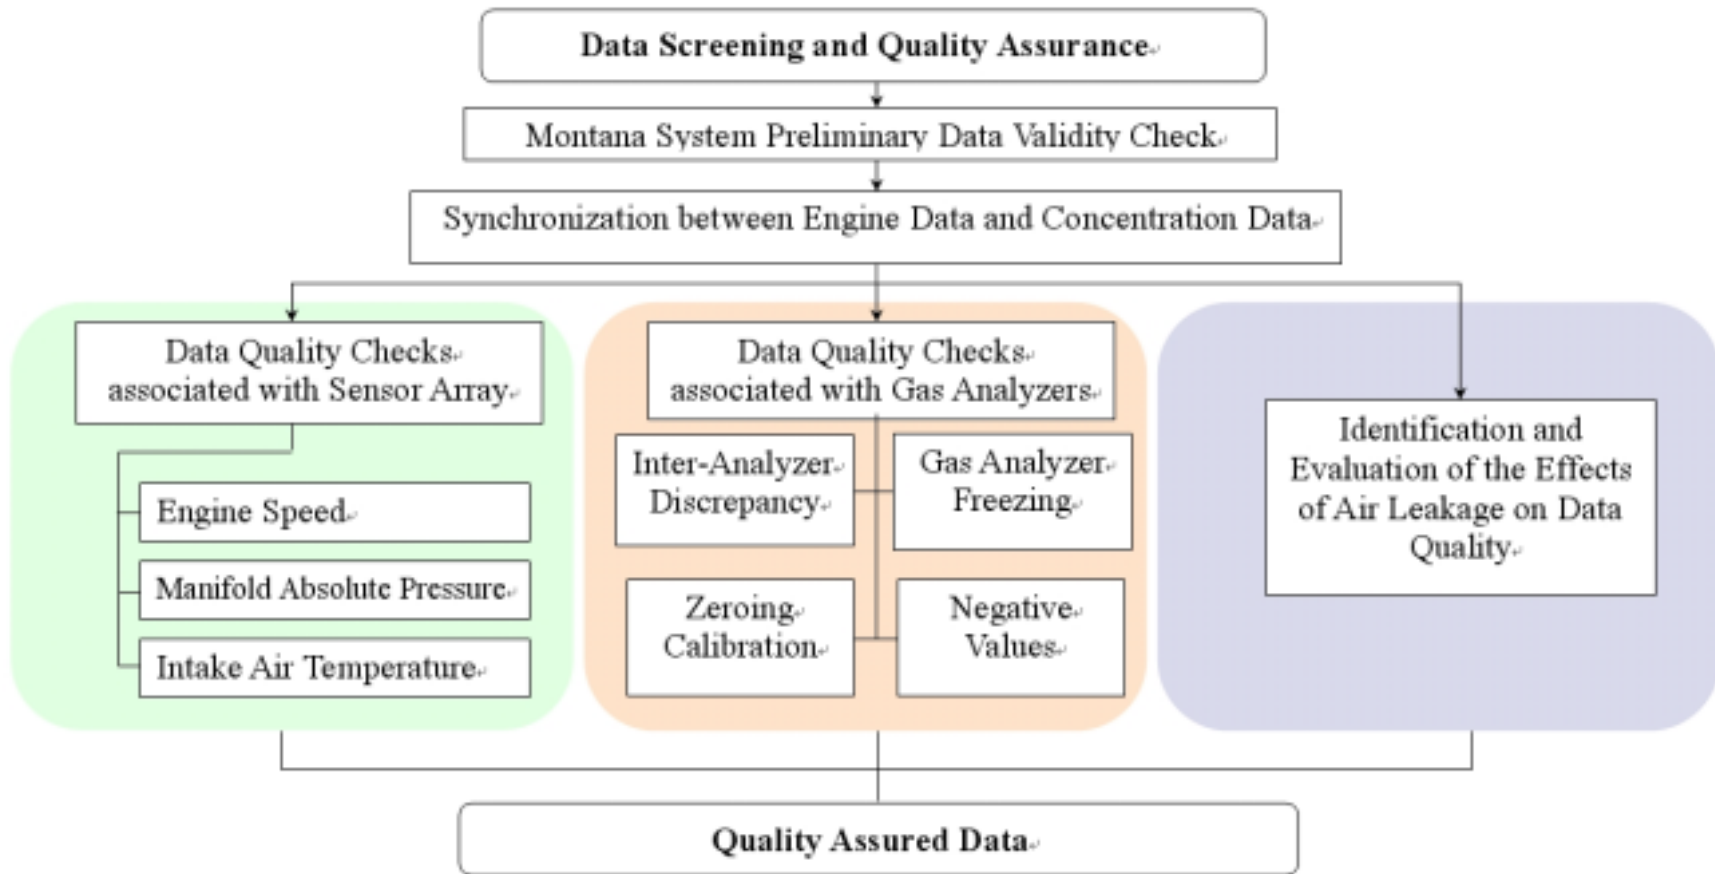 Data Screening and Quality Assurance
Montana System Preliminary Data Validity Check
Synchronization between Engine Data and Concentration Data
Data Quality Checks
associated with Sensor Array
Engine Speed
Manifold Absolute Pressure
Intake Air Temperature
Data Quality Checks
associated with Gas Analyzers
Inter-Analyzer
Discrepancy
Gas Analyzer
Freezing
Zeroing
Calibration
Negative
Values
Identification and
Evaluation of the Effects
of Air Leakage on Data
Quality
Quality Assured Data